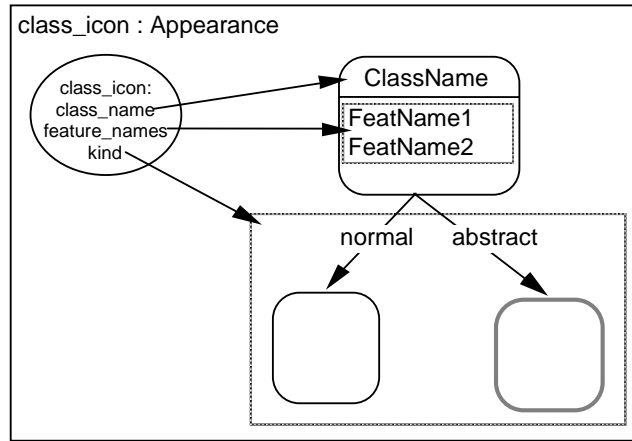 class_icon : Appearance
class_icon:
class_name
feature_names
kind
ClassName
FeatName1
FeatName2
normal
abstract